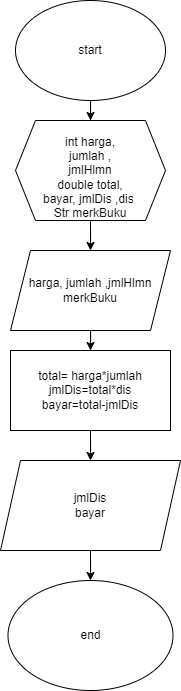 start
int harga,
jumlah ,
jmlHlmn
double total,
bayar, jmlDis ,dis
Str merkBuku
harga, jumlah ,jmlHlmn
merkBuku
total= harga*jumlah
jmlDis=total*dis
bayar=total-jmlDis
jmlDis
bayar
end